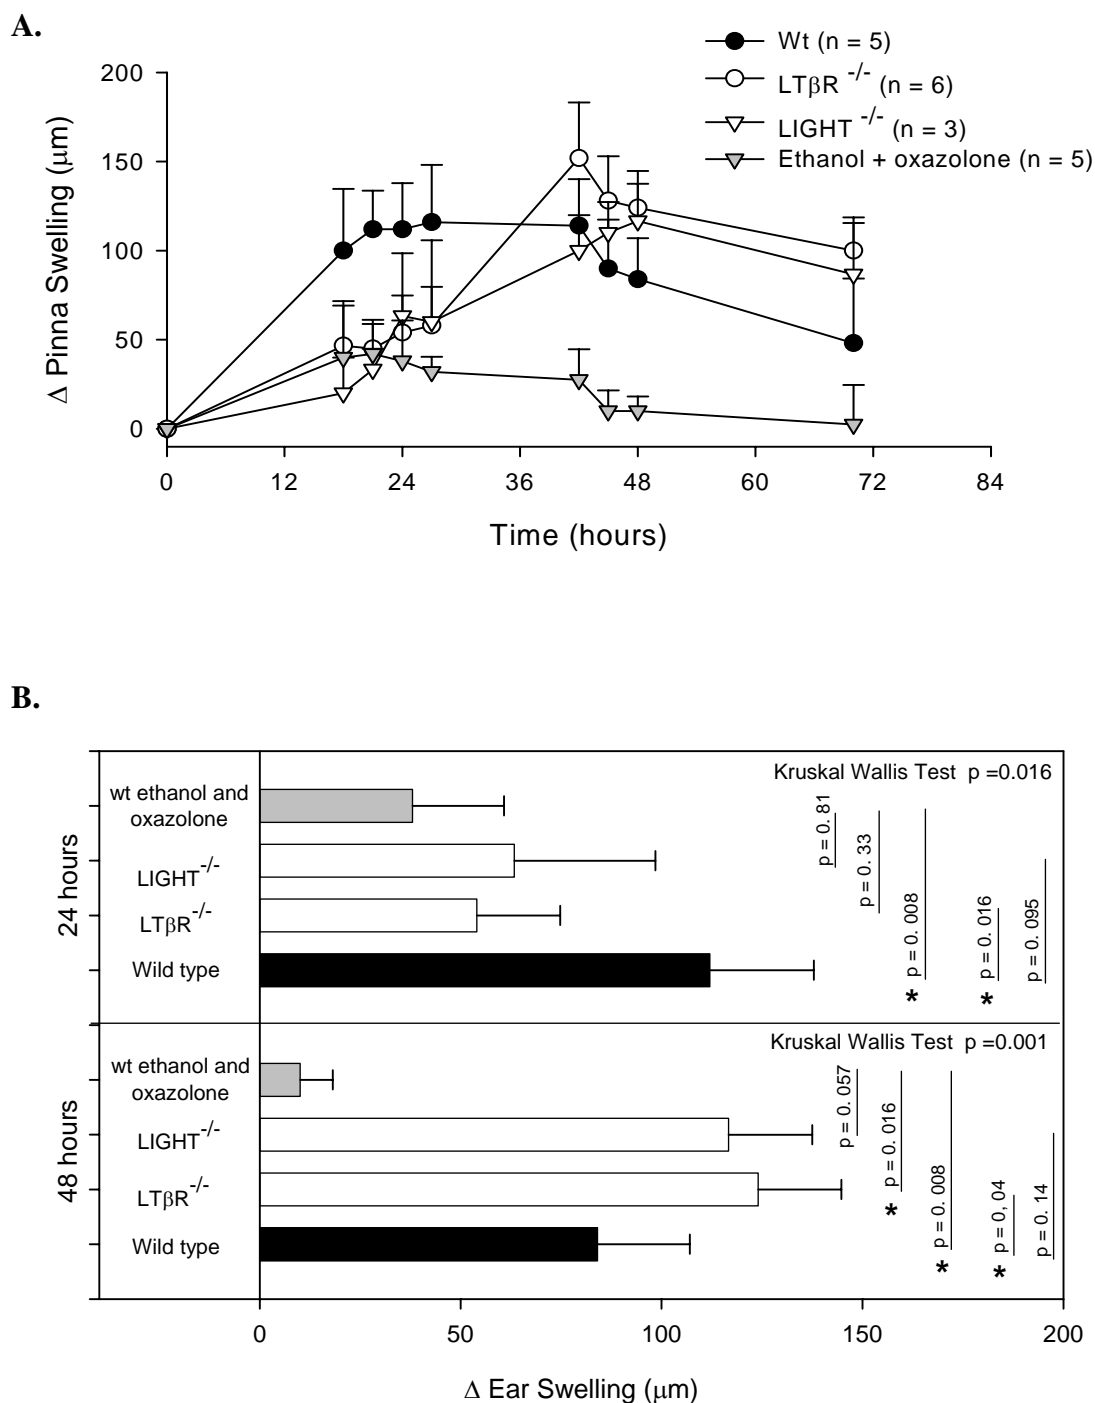 A.
Wt (n = 5)
LTβR -/- (n = 6)
LIGHT -/- (n = 3)
Ethanol + oxazolone (n = 5)
200
150
100
50
0
Δ Pinna Swelling (μm)
0 12 24 36 48 60 72 84
Time (hours)
B.
24 hours
wt ethanol and
oxazolone
LIGHT-/-
LTβR-/-
Wild type
Kruskal Wallis Test p =0.016
p = 0. 81
p = 0. 33
* p = 0. 008
* p = 0. 016
p = 0. 095
48 hours
wt ethanol and
oxazolone
LIGHT-/-
LTβR-/-
Wild type
Kruskal Wallis Test p =0.001
p = 0. 057
* p = 0. 016
* p = 0. 008
* p = 0, 04
p = 0. 14
0 50 100 150 200
Δ Ear Swelling (μm)